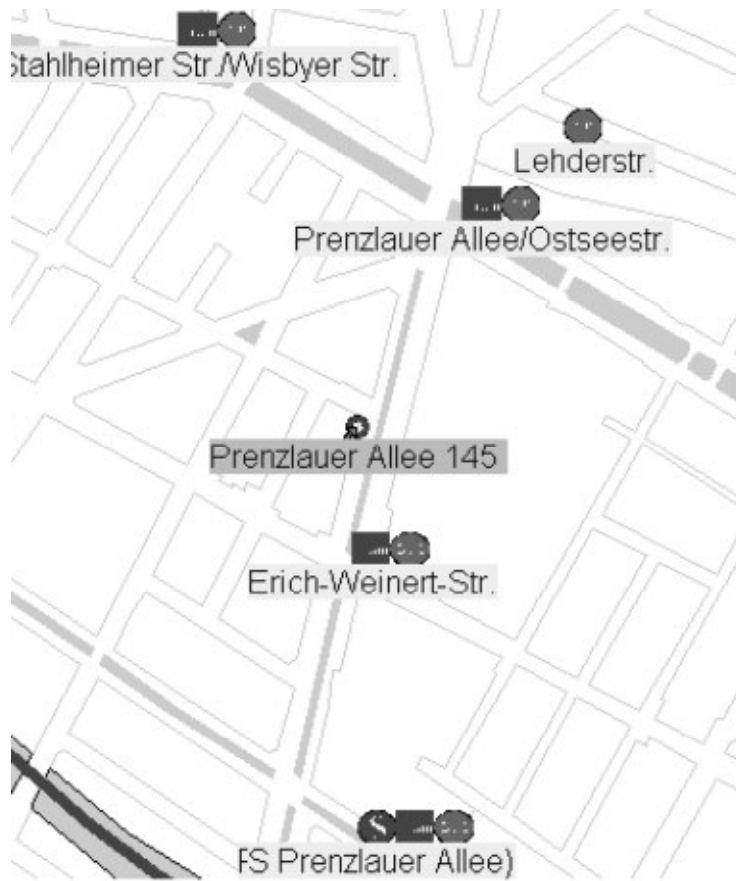 Stahlheimer Str./Wisbyer Str.
Lehderstr.
Prenzlauer Allee/Ostseestr.
Prenzlauer Allee 145
Erich-Weinert-Str.
S Prenzlauer Allee)